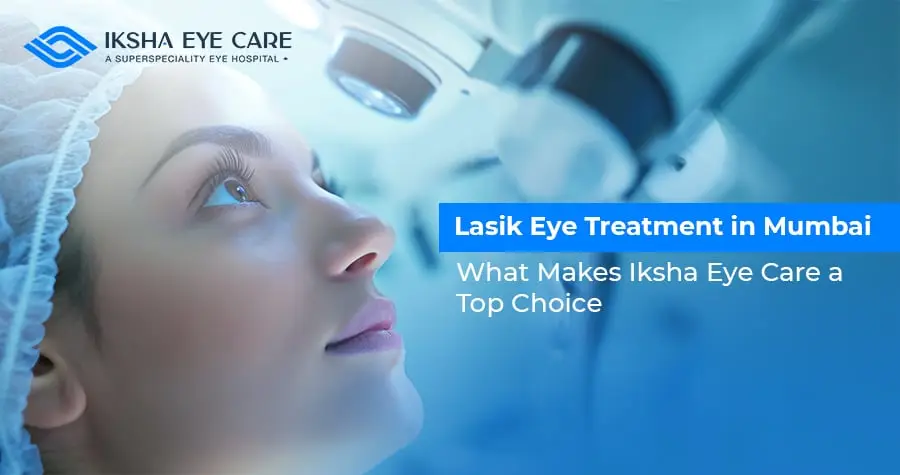 IKSHA EYE CARE
A SUPERSPECIALITY EYE HOSPITAL
Lasik Eye Treatment in Mumbai
What Makes Iksha Eye Care a
Top Choice